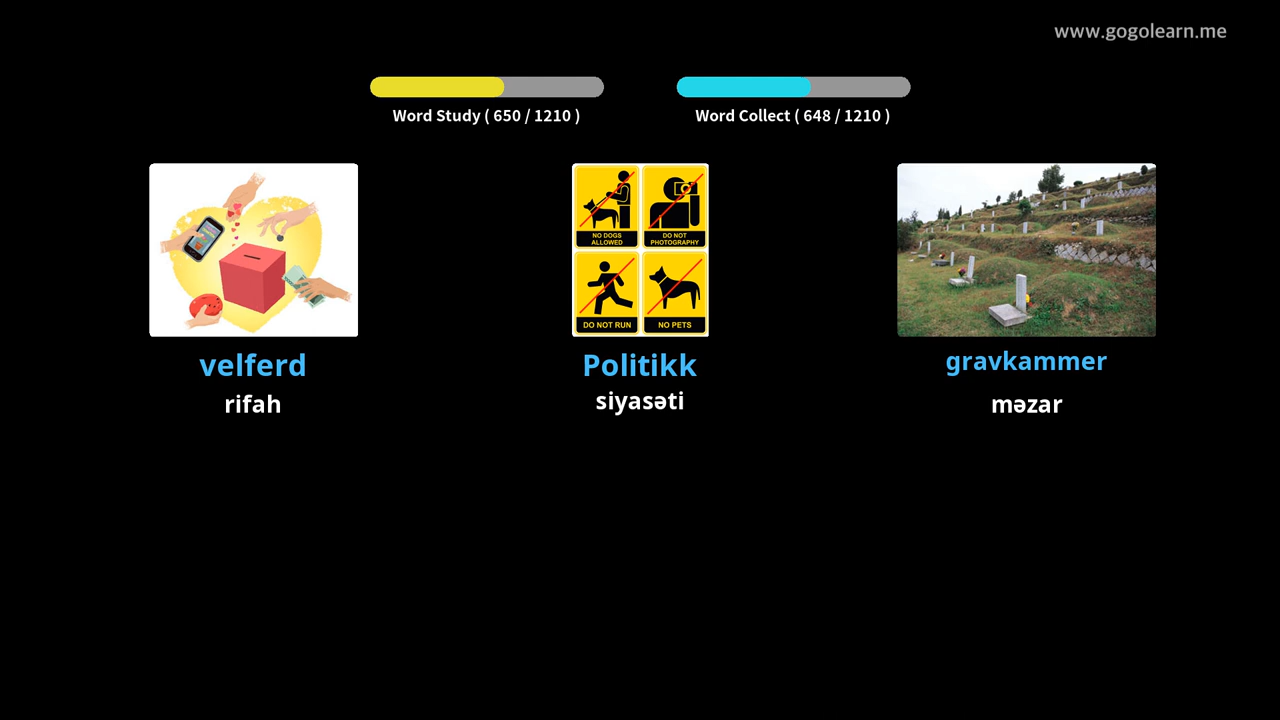 www.gogolearn.me
Word Study ( 650 / 1210 )
Word Collect ( 648 / 1210 )
NO DOGS
ALLOWED
DO NOT
PHOTOGRAPHY
DO NOT RUN
NO PETS
velferd
Politikk
gravkammer
rifah
siyasəti
məzar